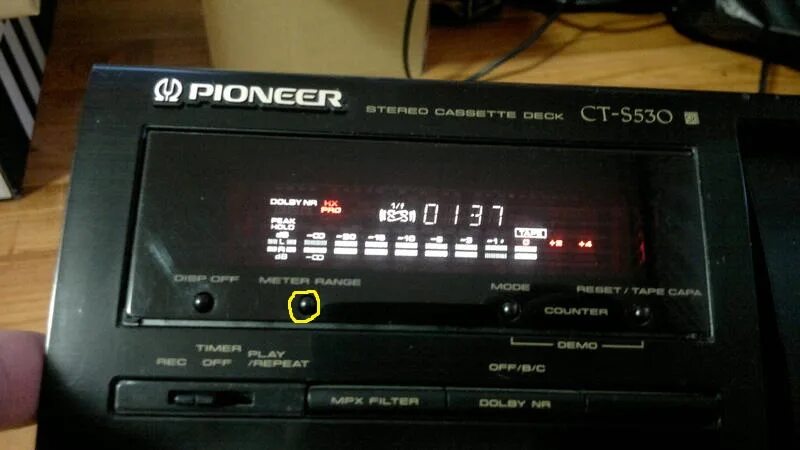 PIONEER
STEREO CASSETTE DECK CT-S530
DOLBY NR HX PRO 1/1 0137
PEAK HOLD TAPE
dB -∞ -20 -15 -10 -6 -3 -1 0 +2 +4
L
R
dB -∞
DISP OFF METER RANGE MODE RESET/TAPE CAPA
COUNTER
DEMO
TIMER
REC OFF PLAY/REPEAT
OFF/B/C
MPX FILTER DOLBY NR